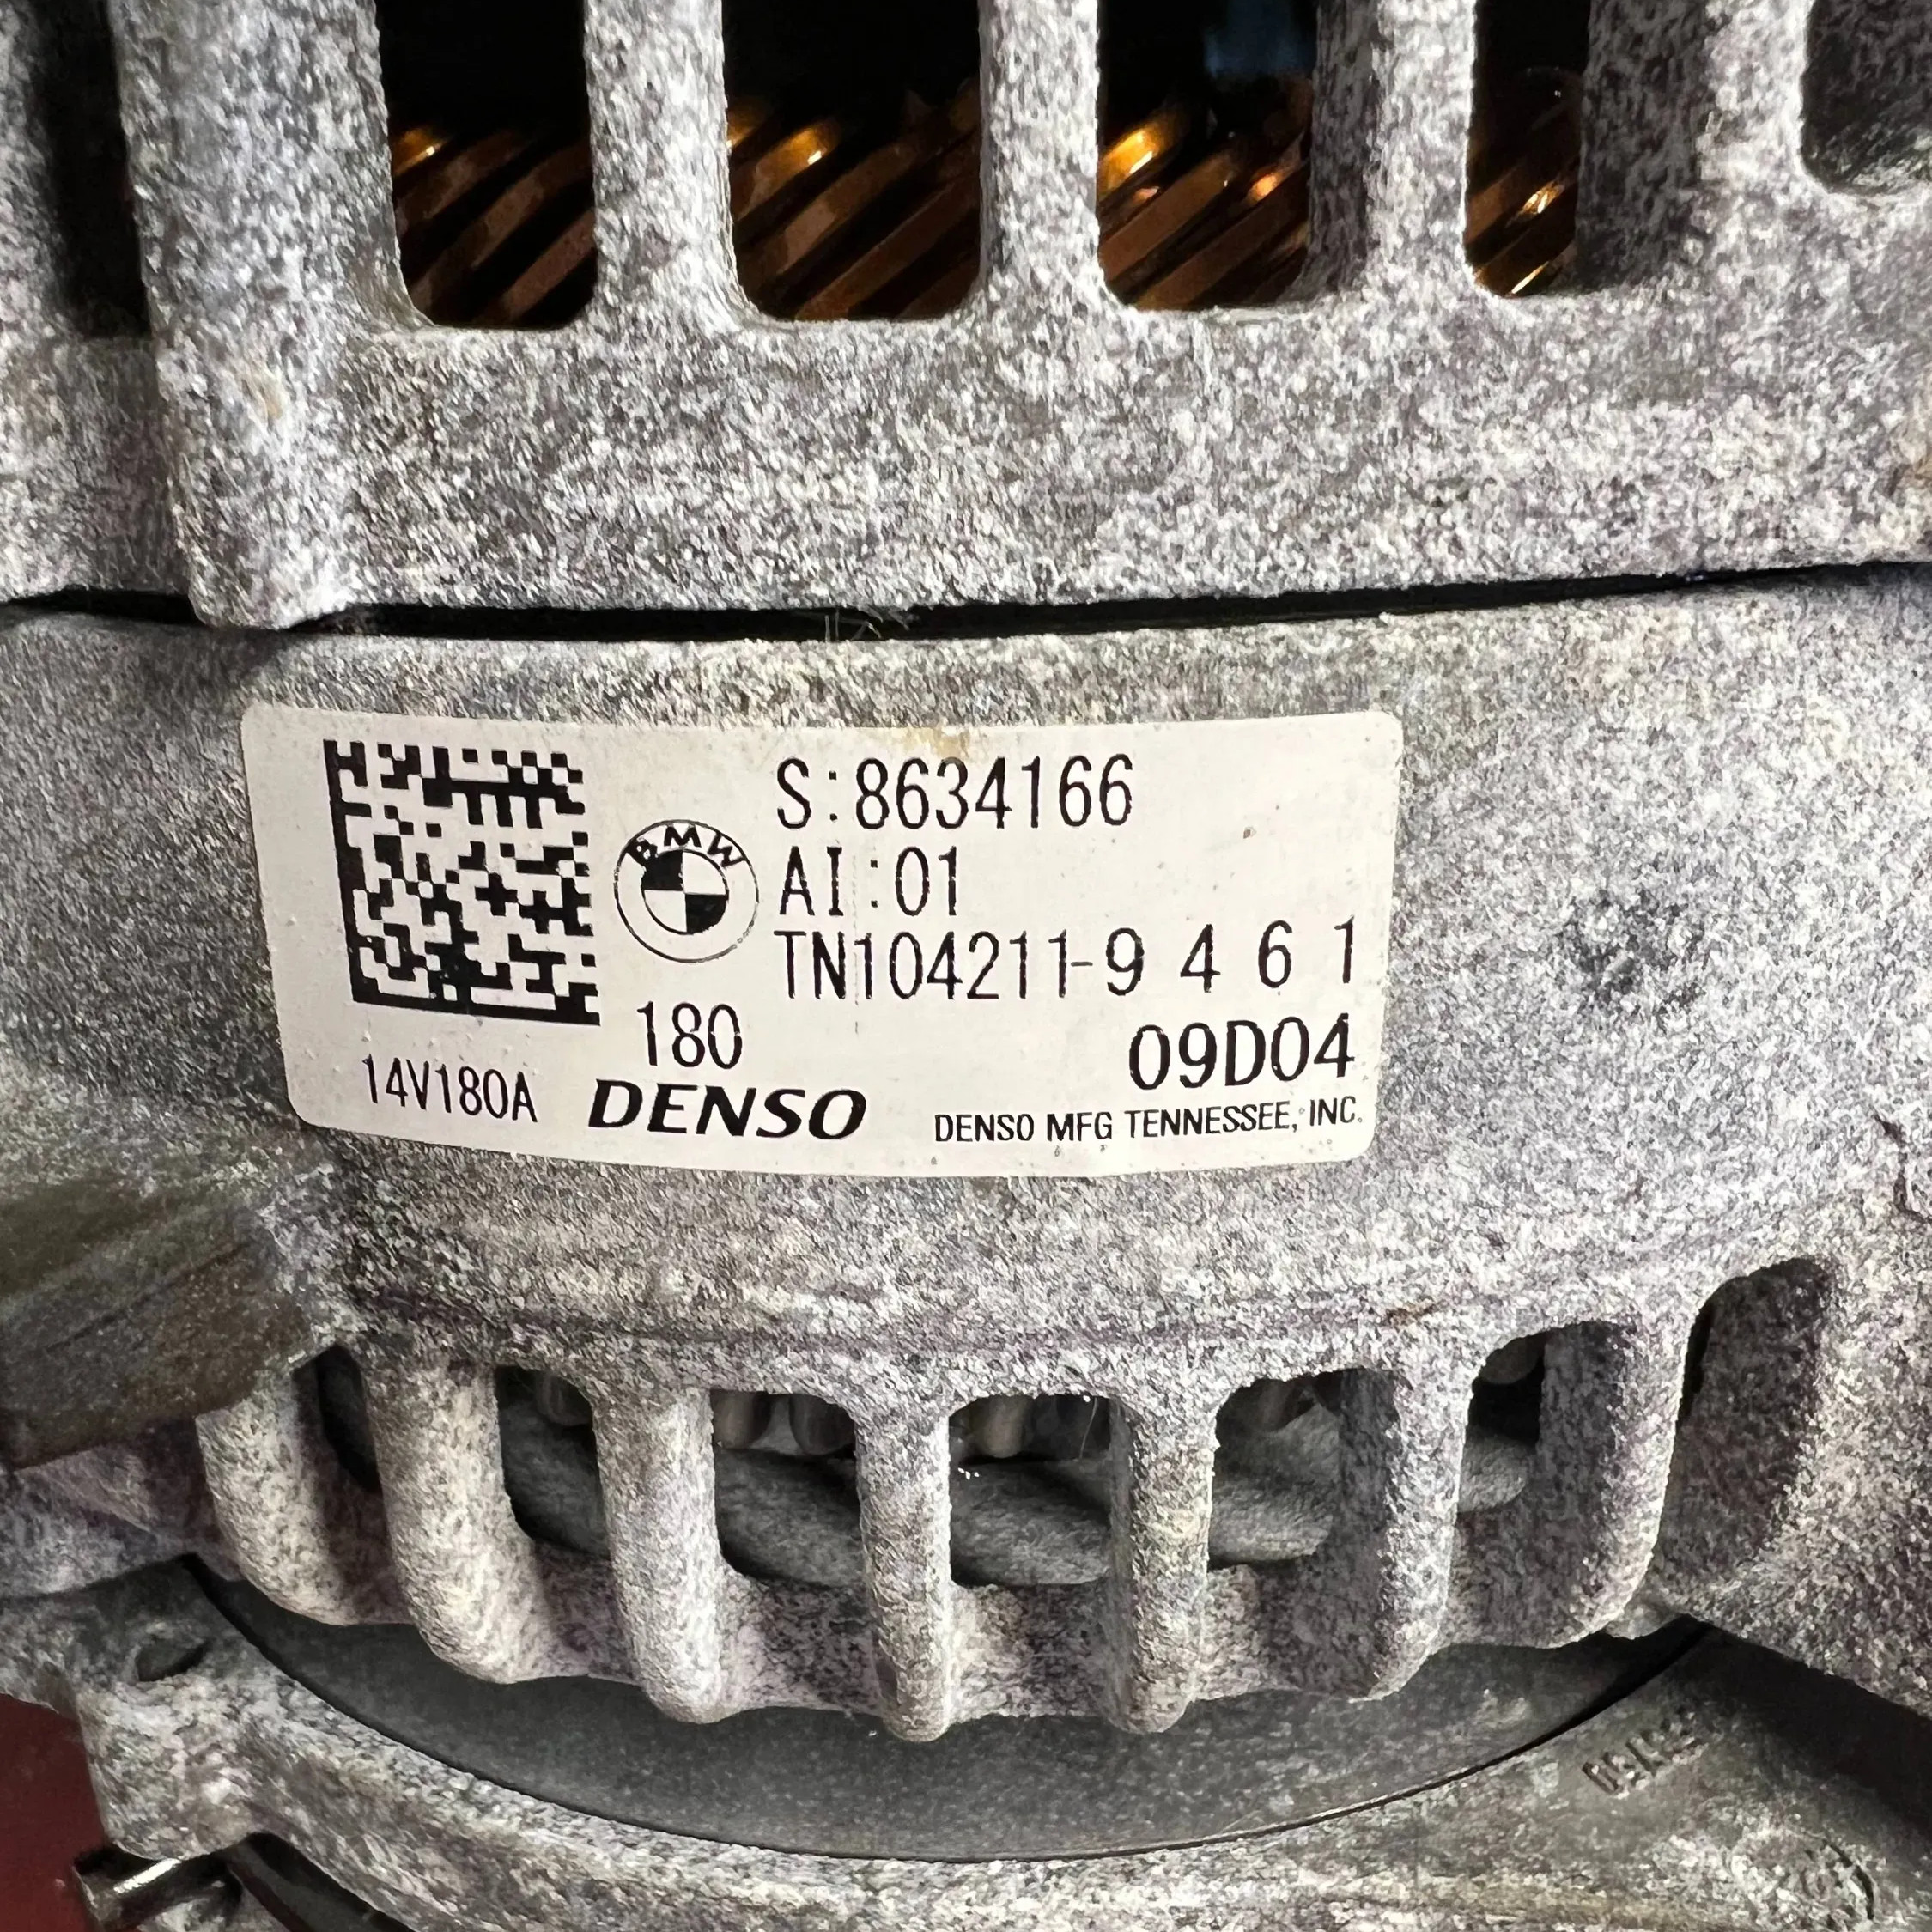 S:8634166
BMW
AI:01
TN104211-9 4 6 1
180
09D04
14V180A
DENSO
DENSO MFG TENNESSEE, INC.